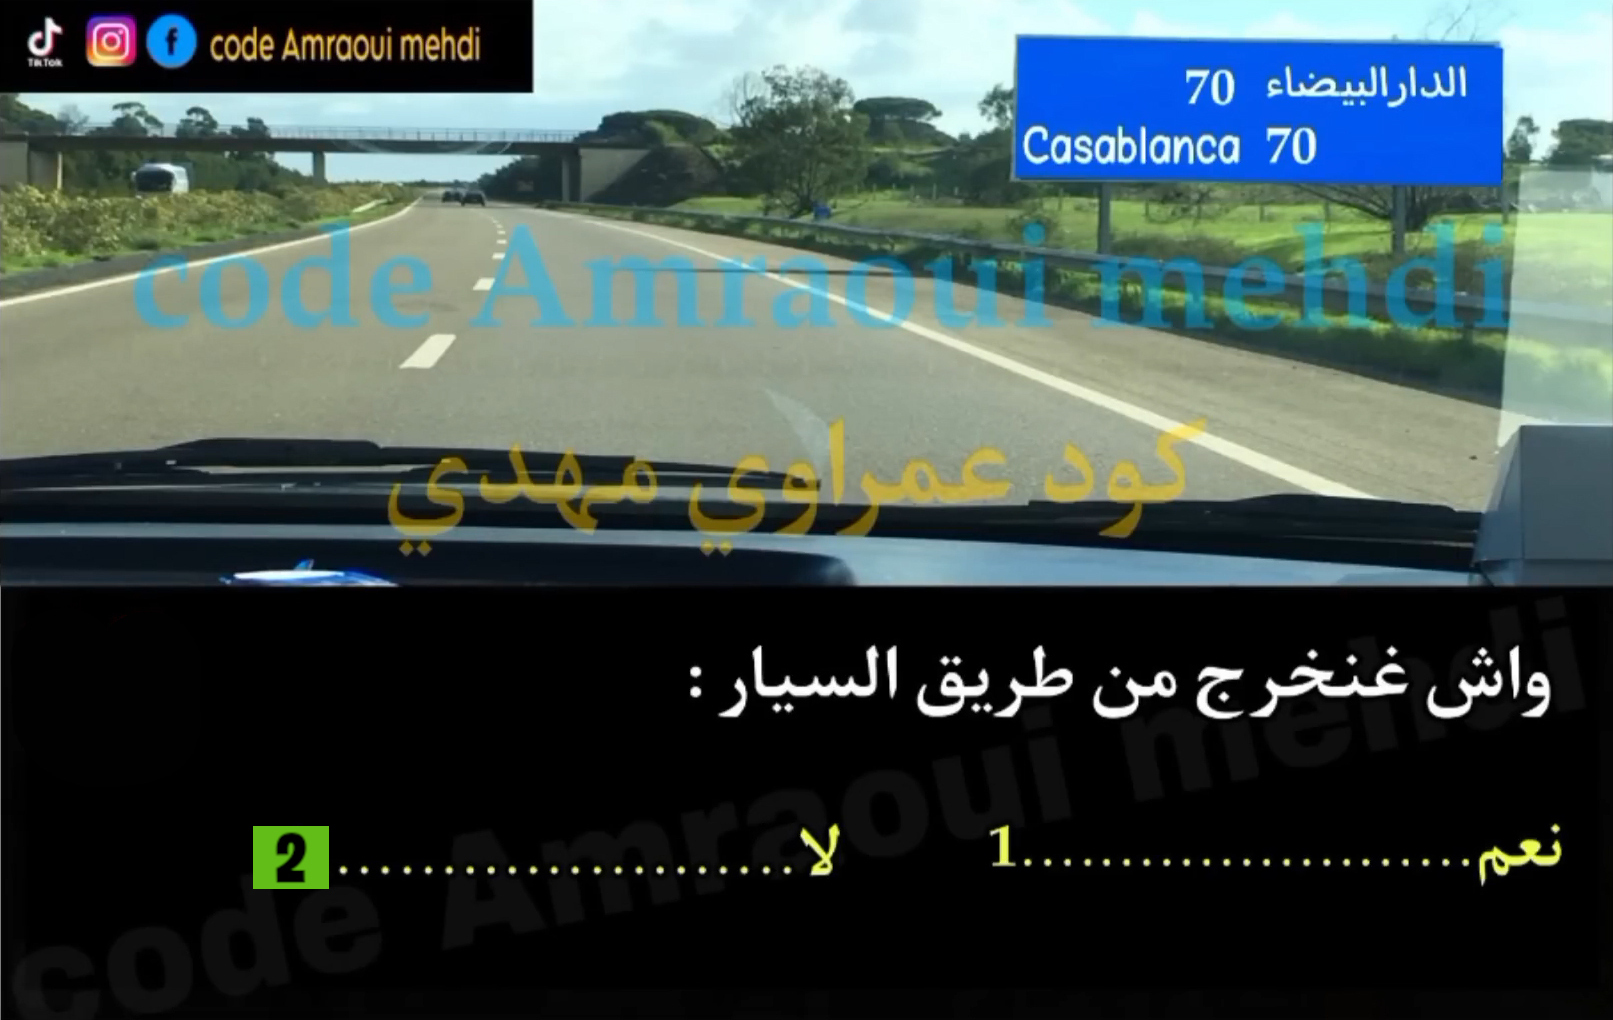 TikTok
code Amraoui mehdi
70 الدارالبيضاء
Casablanca 70
code Amraoui mehdi
كود عمراوي مهدي
واش غنخرج من طريق السيار :
نعم.......................1
لا......................2
code Amraoui mehdi